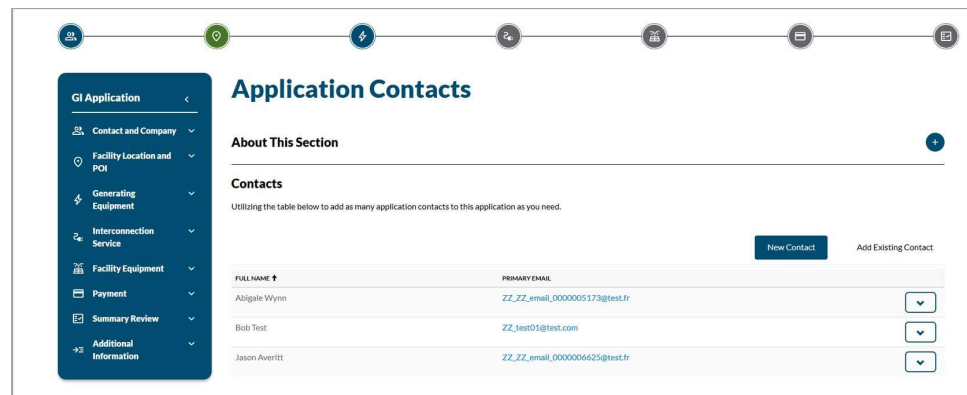 GI Application
Contact and Company
Facility Location and
POI
Generating
Equipment
Interconnection
Service
Facility Equipment
Payment
Summary Review
Additional
Information
Application Contacts
About This Section
Contacts
Utilizing the table below to add as many application contacts to this application as you need.
New Contact Add Existing Contact
FULL NAME ↑ PRIMARY EMAIL
Abigale Wynn ZZ_ZZ_email_0000005173@test.fr
Bob Test ZZ_test01@test.com
Jason Averitt ZZ_ZZ_email_0000006625@test.fr